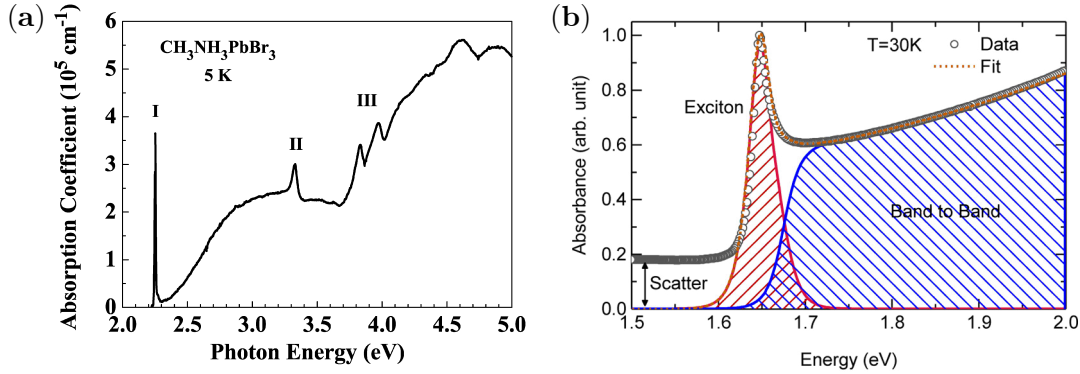 (a)
CH₃NH₃PbBr₃
5 K
I
II
III
Absorption Coefficient (10⁵ cm⁻¹)
6
5
4
3
2
1
0
2.0 2.5 3.0 3.5 4.0 4.5 5.0
Photon Energy (eV)
(b)
T=30K
Data
Fit
Exciton
Band to Band
Scatter
Absorbance (arb. unit)
1.0
0.8
0.6
0.4
0.2
0.0
1.5 1.6 1.7 1.8 1.9 2.0
Energy (eV)